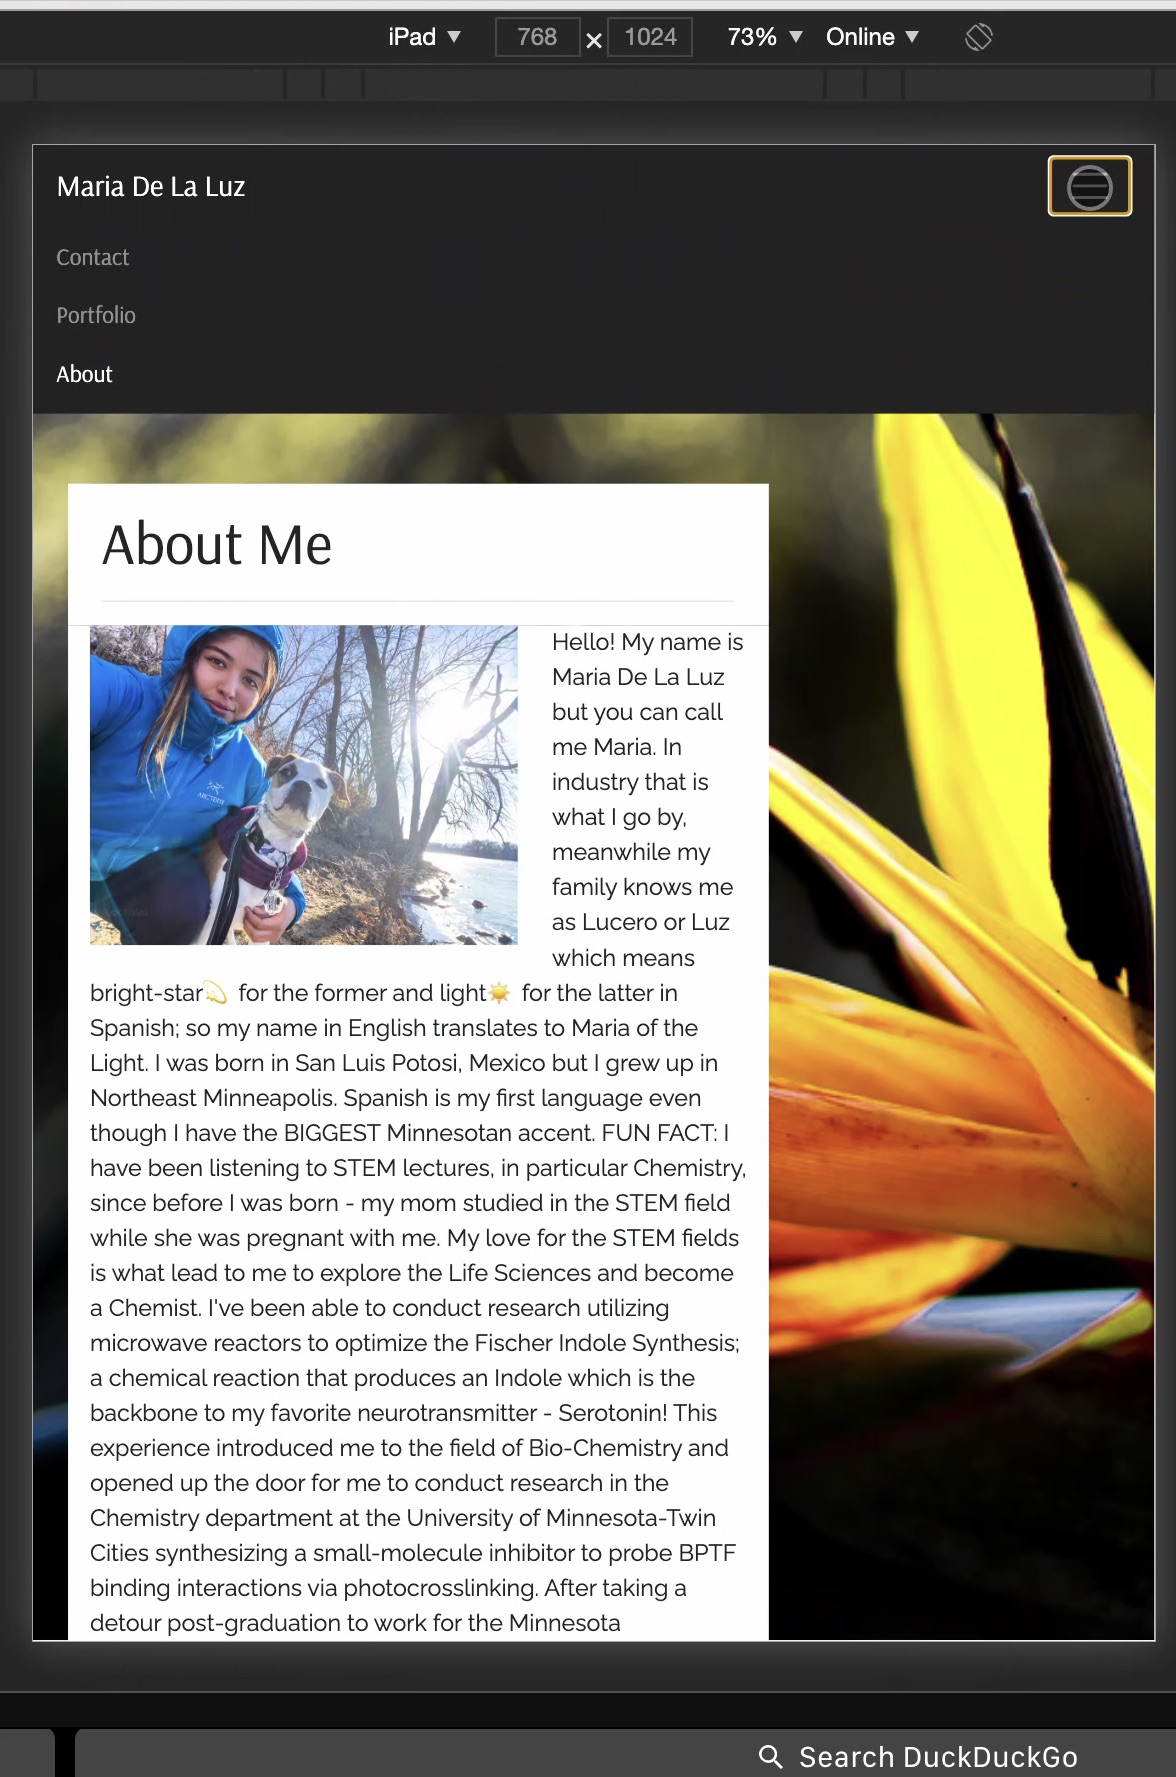 iPad ▼ 768 × 1024 73% ▼ Online ▼
Maria De La Luz
Contact
Portfolio
About
About Me
Hello! My name is
Maria De La Luz
but you can call
me Maria. In
industry that is
what I go by,
meanwhile my
family knows me
as Lucero or Luz
which means
bright-star💫 for the former and light☀️ for the latter in
Spanish; so my name in English translates to Maria of the
Light. I was born in San Luis Potosi, Mexico but I grew up in
Northeast Minneapolis. Spanish is my first language even
though I have the BIGGEST Minnesotan accent. FUN FACT: I
have been listening to STEM lectures, in particular Chemistry,
since before I was born - my mom studied in the STEM field
while she was pregnant with me. My love for the STEM fields
is what lead to me to explore the Life Sciences and become
a Chemist. I've been able to conduct research utilizing
microwave reactors to optimize the Fischer Indole Synthesis;
a chemical reaction that produces an Indole which is the
backbone to my favorite neurotransmitter - Serotonin! This
experience introduced me to the field of Bio-Chemistry and
opened up the door for me to conduct research in the
Chemistry department at the University of Minnesota-Twin
Cities synthesizing a small-molecule inhibitor to probe BPTF
binding interactions via photocrosslinking. After taking a
detour post-graduation to work for the Minnesota
Search DuckDuckGo